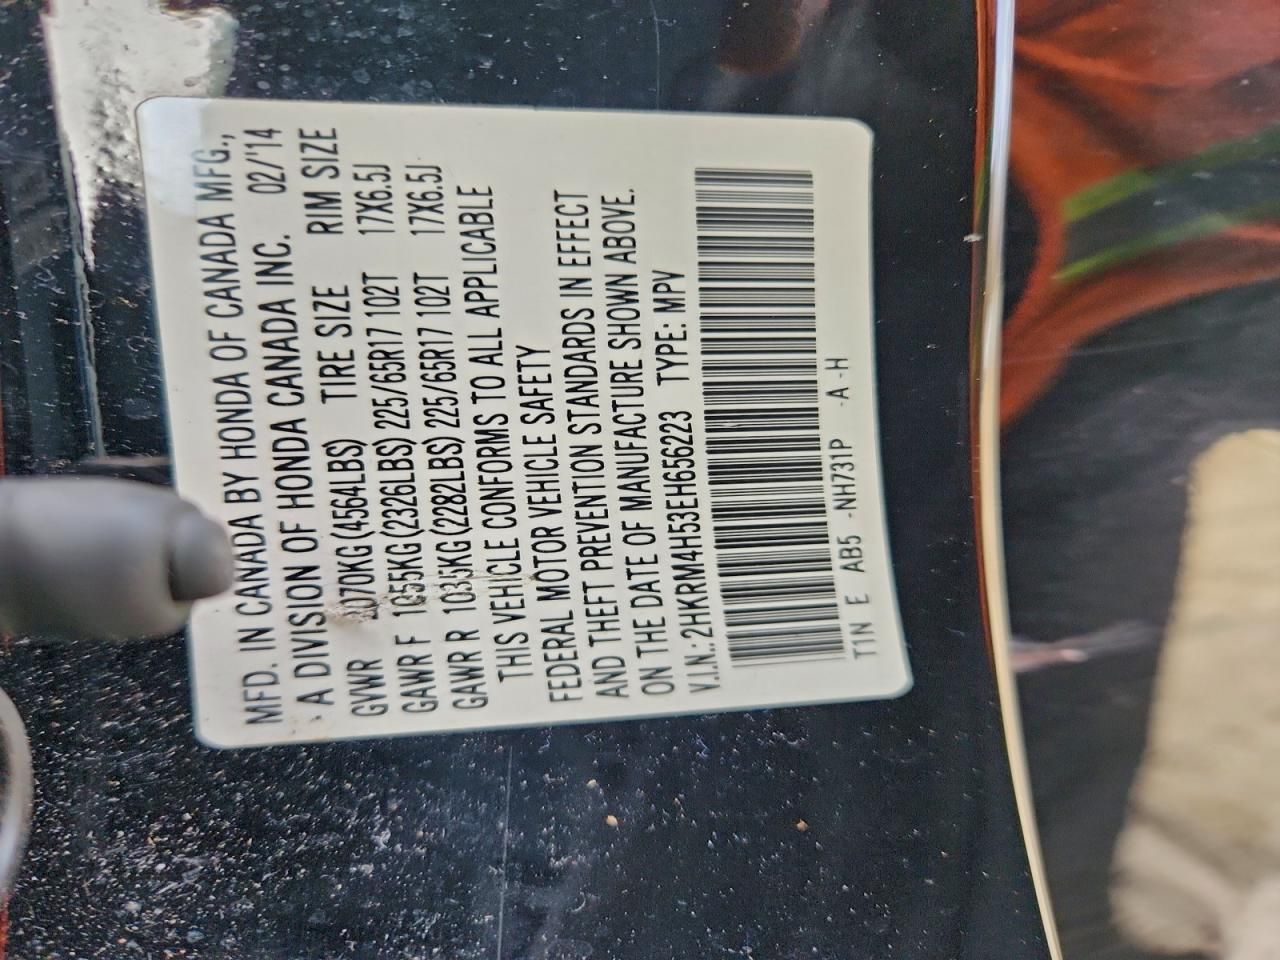 MFD. IN CANADA BY HONDA OF CANADA MFG.,
A DIVISION OF HONDA CANADA INC. 02/'14
GVWR 2070KG (4564LBS) TIRE SIZE RIM SIZE
GAWR F 1055KG (2326LBS) 225/65R17 102T 17X6.5J
GAWR R 1035KG (2282LBS) 225/65R17 102T 17X6.5J
THIS VEHICLE CONFORMS TO ALL APPLICABLE
FEDERAL MOTOR VEHICLE SAFETY
AND THEFT PREVENTION STANDARDS IN EFFECT
ON THE DATE OF MANUFACTURE SHOWN ABOVE.
V.I.N.:2HKRM4H53EH656223 TYPE: MPV
T1N E AB5 -NH731P -A -H